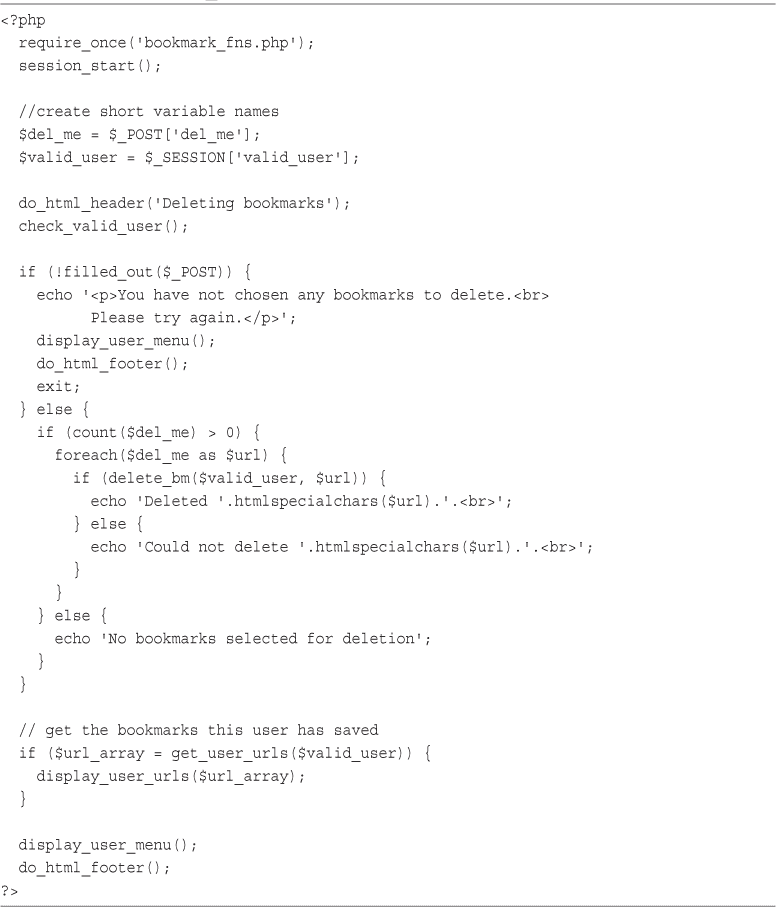 <?php
  require_once('bookmark_fns.php');
  session_start();

  //create short variable names
  $del_me = $_POST['del_me'];
  $valid_user = $_SESSION['valid_user'];

  do_html_header('Deleting bookmarks');
  check_valid_user();

  if (!filled_out($_POST)) {
    echo '<p>You have not chosen any bookmarks to delete.<br>
          Please try again.</p>';
    display_user_menu();
    do_html_footer();
    exit;
  } else {
    if (count($del_me) > 0) {
      foreach($del_me as $url) {
        if (delete_bm($valid_user, $url)) {
          echo 'Deleted '.htmlspecialchars($url).'.<br>';
        } else {
          echo 'Could not delete '.htmlspecialchars($url).'.<br>';
        }
      }
    } else {
      echo 'No bookmarks selected for deletion';
    }
  }

  // get the bookmarks this user has saved
  if ($url_array = get_user_urls($valid_user)) {
    display_user_urls($url_array);
  }

  display_user_menu();
  do_html_footer();
?>